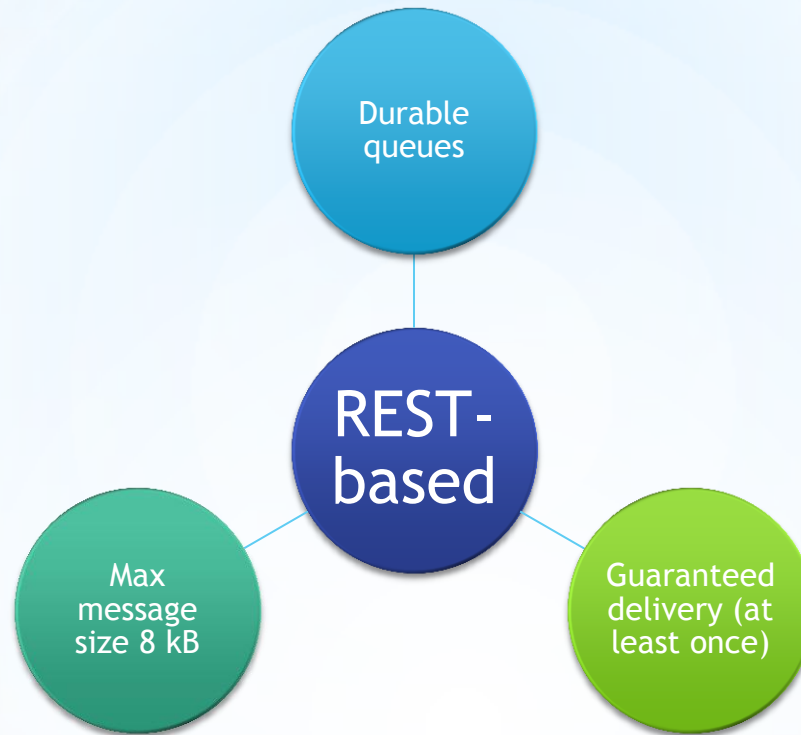 Durable
queues
REST-
based
Max
message
size 8 kB
Guaranteed
delivery (at
least once)